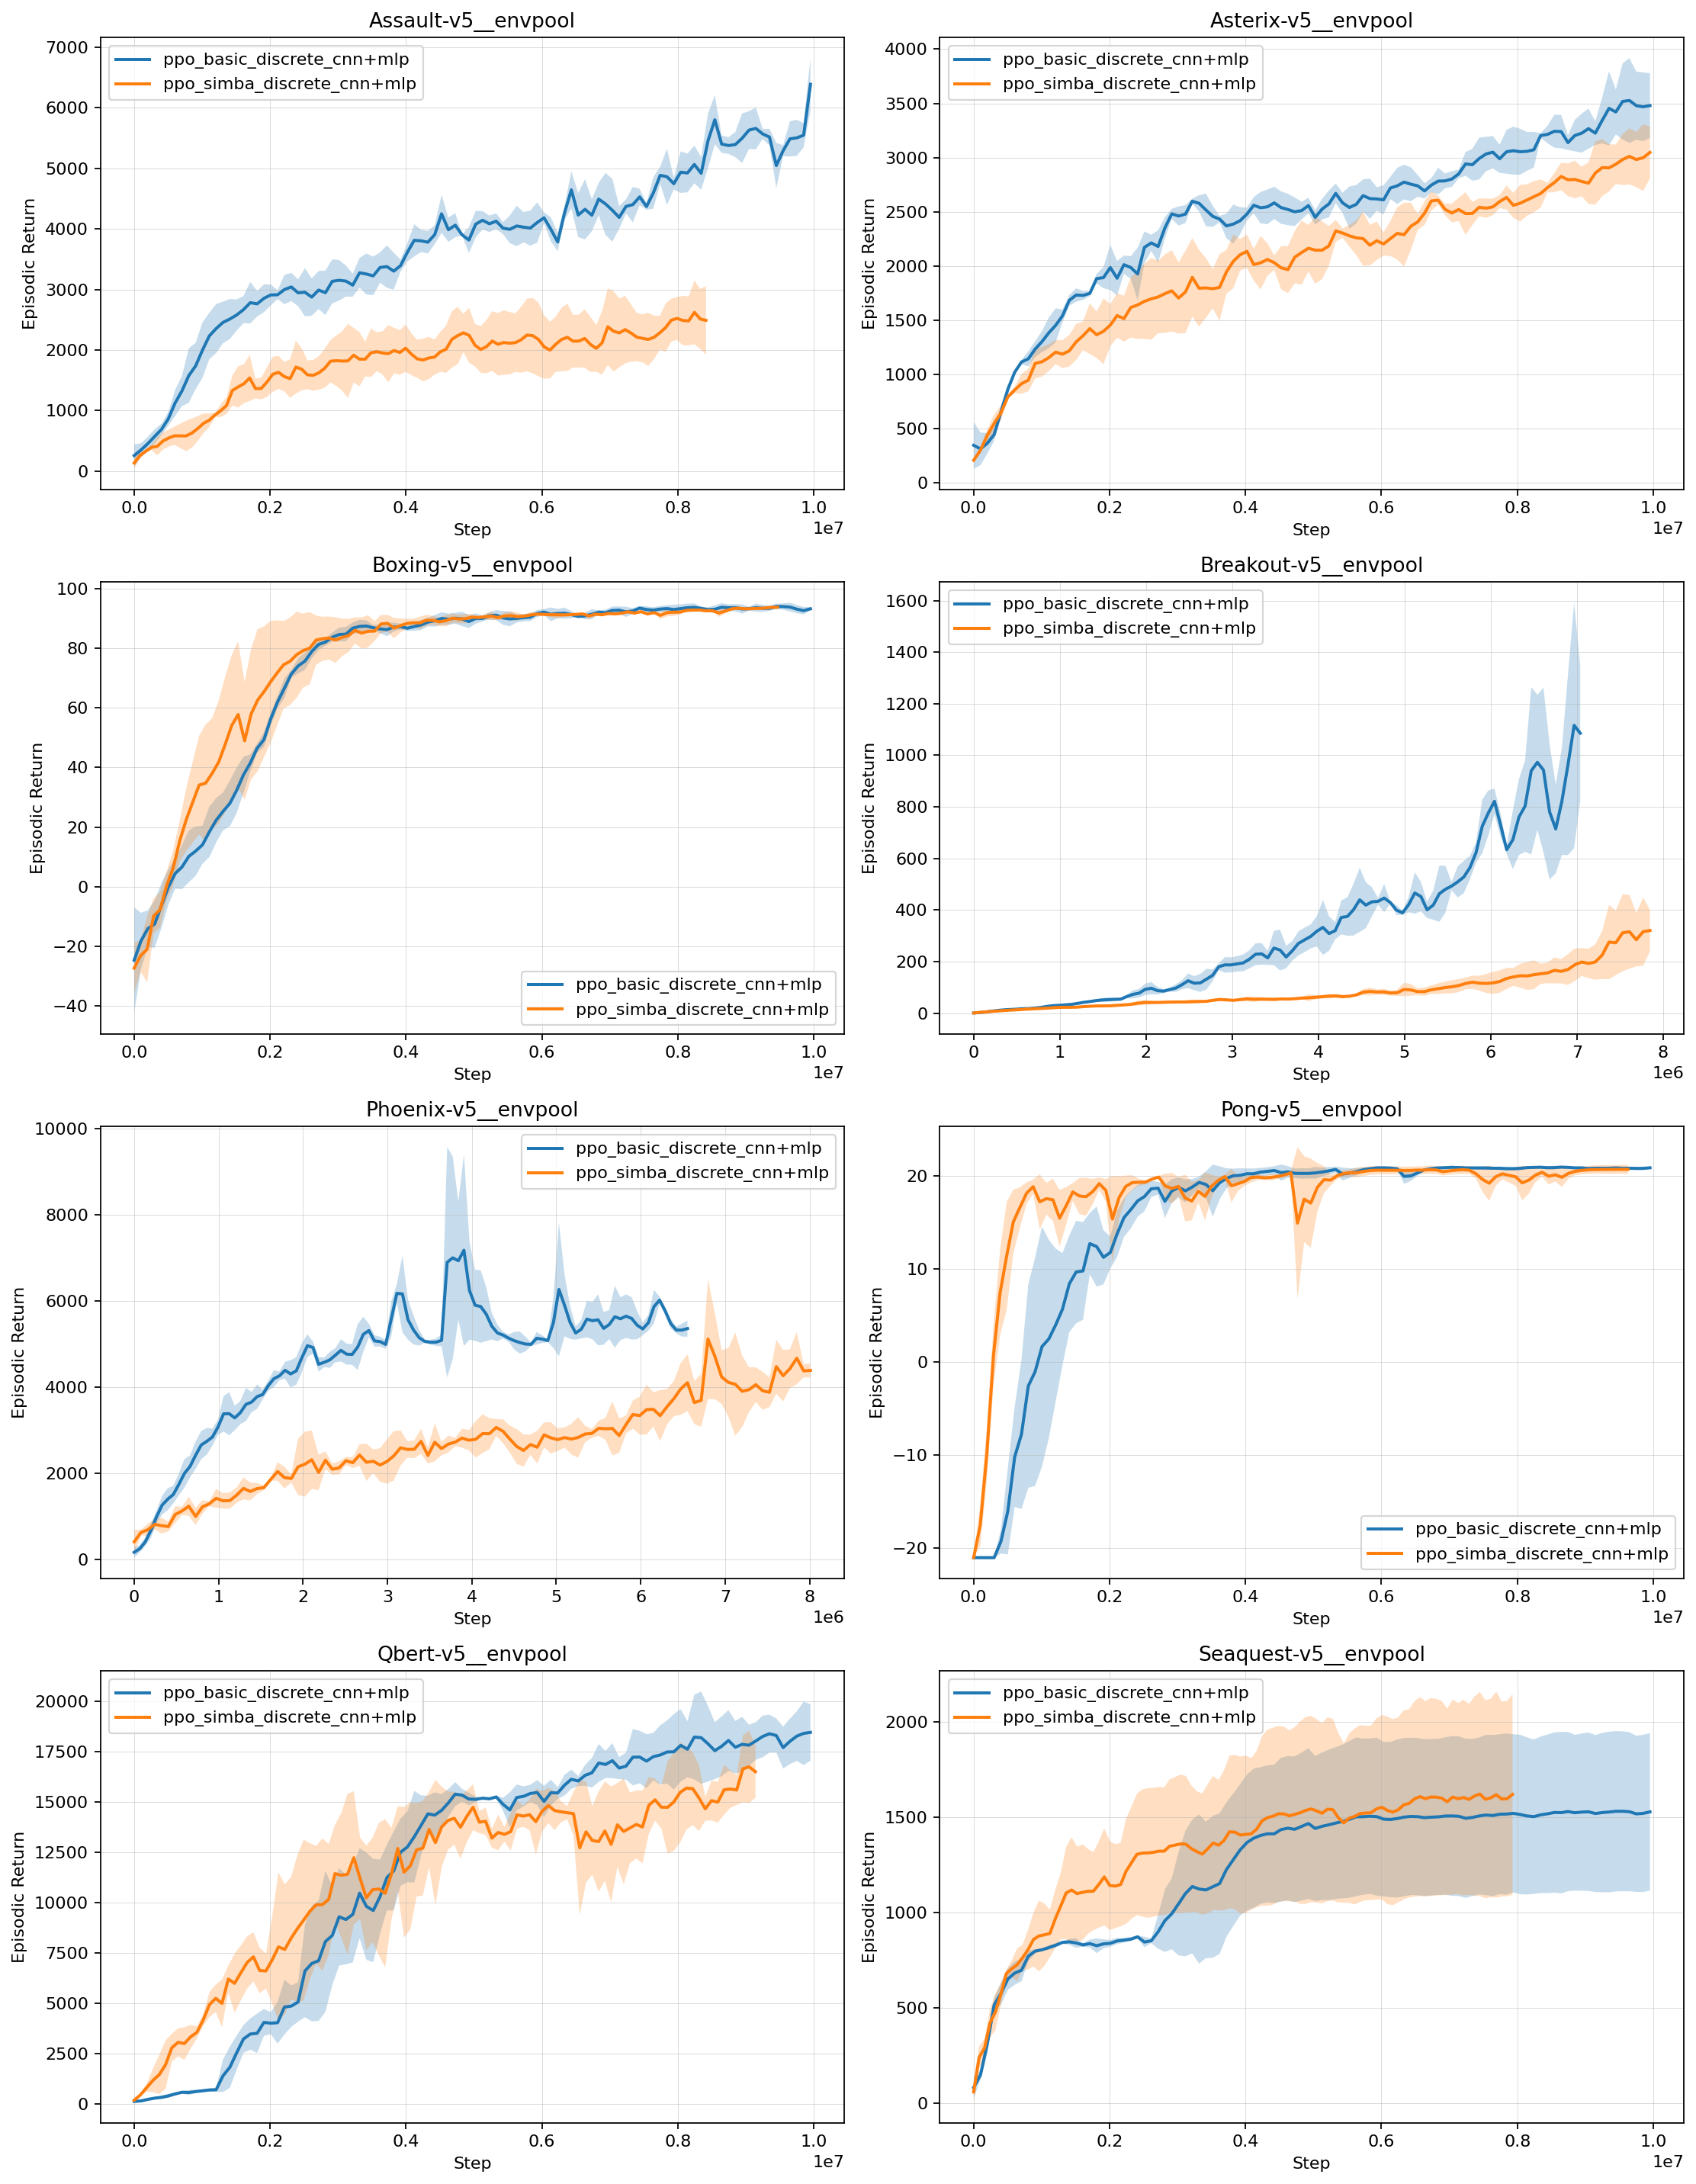 Assault-v5__envpool
ppo_basic_discrete_cnn+mlp
ppo_simba_discrete_cnn+mlp
Episodic Return
7000
6000
5000
4000
3000
2000
1000
0
0.0 0.2 0.4 0.6 0.8 1.0
1e7
Step
Asterix-v5__envpool
ppo_basic_discrete_cnn+mlp
ppo_simba_discrete_cnn+mlp
Episodic Return
4000
3500
3000
2500
2000
1500
1000
500
0
0.0 0.2 0.4 0.6 0.8 1.0
1e7
Step
Boxing-v5__envpool
Episodic Return
100
80
60
40
20
0
−20
−40
ppo_basic_discrete_cnn+mlp
ppo_simba_discrete_cnn+mlp
0.0 0.2 0.4 0.6 0.8 1.0
1e7
Step
Breakout-v5__envpool
ppo_basic_discrete_cnn+mlp
ppo_simba_discrete_cnn+mlp
Episodic Return
1600
1400
1200
1000
800
600
400
200
0
0 1 2 3 4 5 6 7 8
1e6
Step
Phoenix-v5__envpool
ppo_basic_discrete_cnn+mlp
ppo_simba_discrete_cnn+mlp
Episodic Return
10000
8000
6000
4000
2000
0
0 1 2 3 4 5 6 7 8
1e6
Step
Pong-v5__envpool
Episodic Return
20
10
0
−10
−20
ppo_basic_discrete_cnn+mlp
ppo_simba_discrete_cnn+mlp
0.0 0.2 0.4 0.6 0.8 1.0
1e7
Step
Qbert-v5__envpool
ppo_basic_discrete_cnn+mlp
ppo_simba_discrete_cnn+mlp
Episodic Return
20000
17500
15000
12500
10000
7500
5000
2500
0
0.0 0.2 0.4 0.6 0.8 1.0
1e7
Step
Seaquest-v5__envpool
ppo_basic_discrete_cnn+mlp
ppo_simba_discrete_cnn+mlp
Episodic Return
2000
1500
1000
500
0
0.0 0.2 0.4 0.6 0.8 1.0
1e7
Step